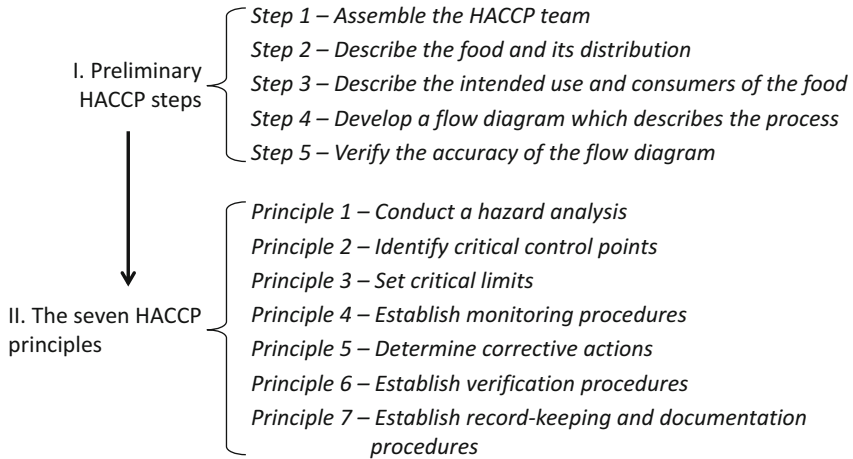 I. Preliminary
HACCP steps
Step 1 – Assemble the HACCP team
Step 2 – Describe the food and its distribution
Step 3 – Describe the intended use and consumers of the food
Step 4 – Develop a flow diagram which describes the process
Step 5 – Verify the accuracy of the flow diagram
II. The seven HACCP
principles
Principle 1 – Conduct a hazard analysis
Principle 2 – Identify critical control points
Principle 3 – Set critical limits
Principle 4 – Establish monitoring procedures
Principle 5 – Determine corrective actions
Principle 6 – Establish verification procedures
Principle 7 – Establish record-keeping and documentation
procedures